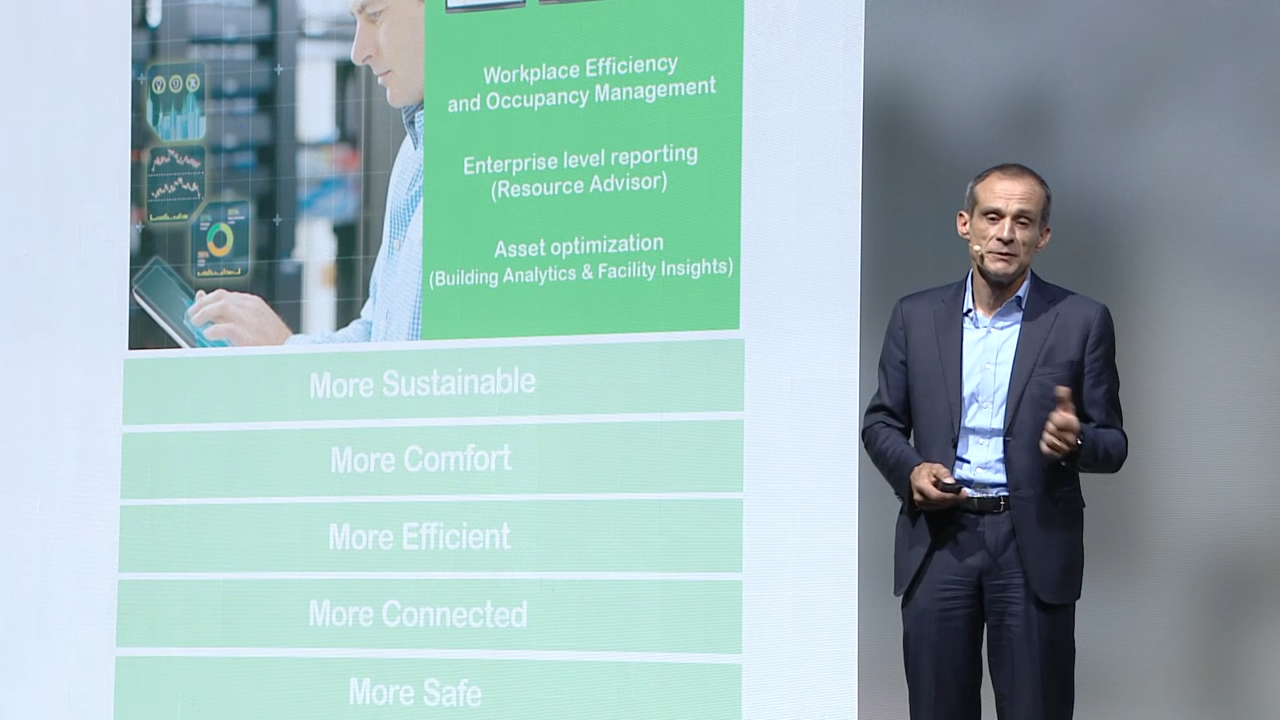 Workplace Efficiency
and Occupancy Management
Enterprise level reporting
(Resource Advisor)
Asset optimization
(Building Analytics & Facility Insights)
More Sustainable
More Comfort
More Efficient
More Connected
More Safe